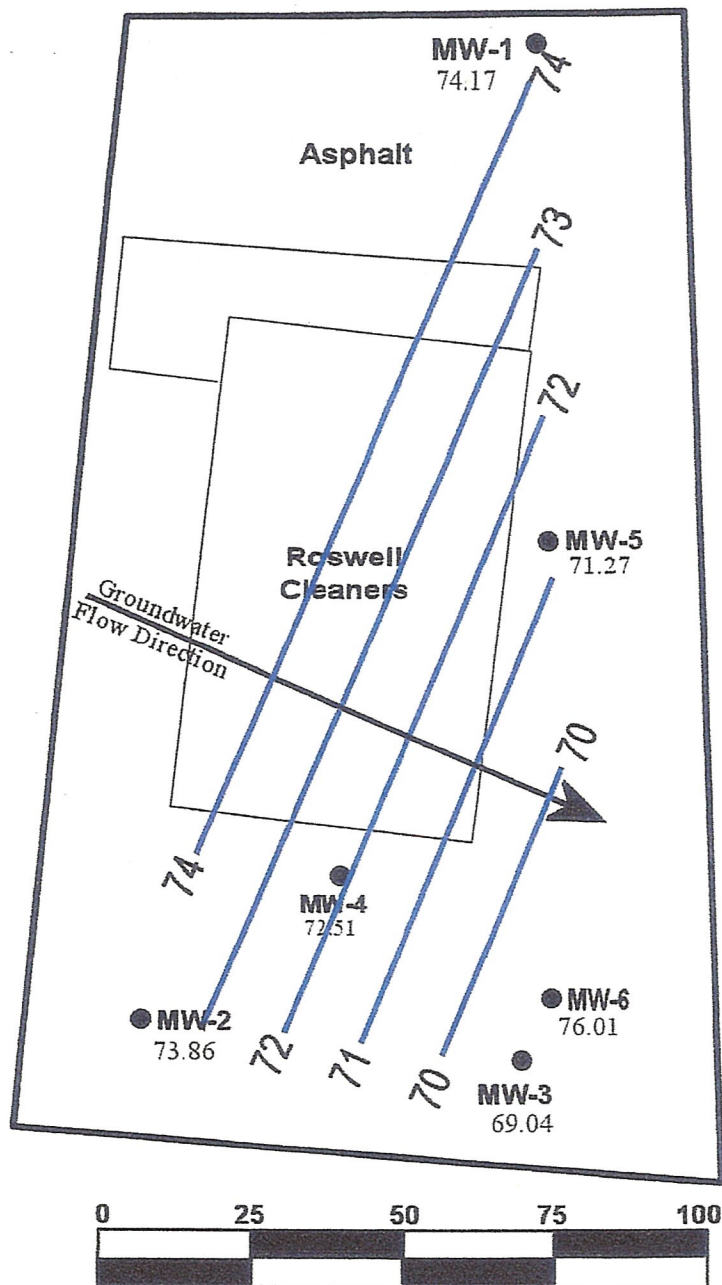 MW-1
74.17
74
Asphalt
73
72
MW-5
71.27
Roswell
Cleaners
Groundwater
Flow Direction
70
74
MW-4
72.51
MW-2
73.86
72
71
70
MW-6
76.01
MW-3
69.04
0 25 50 75 100